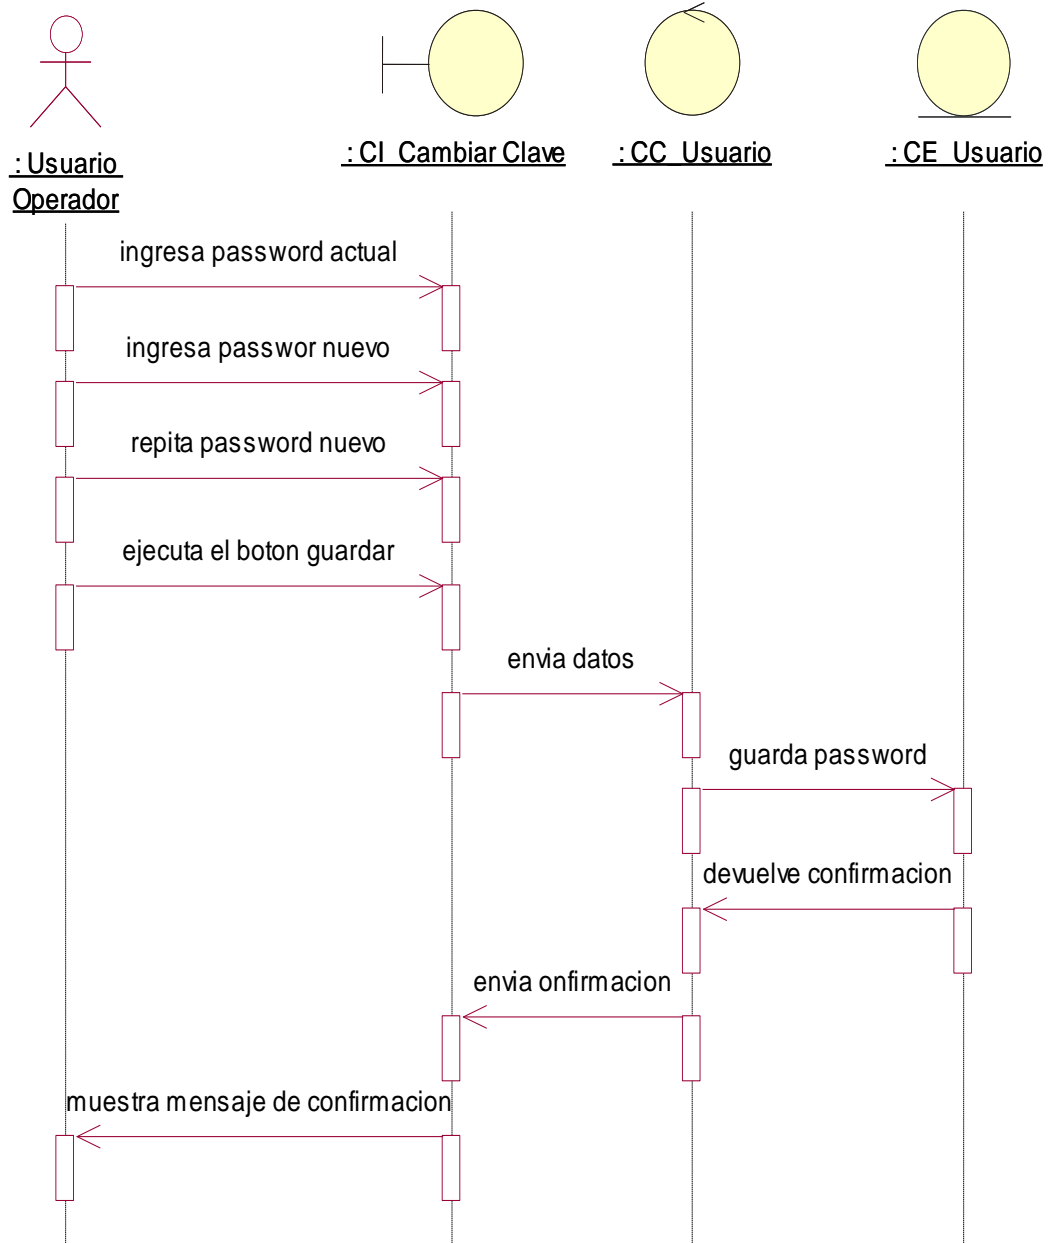 : Usuario
Operador
: CI_Cambiar Clave
: CC_Usuario
: CE_Usuario
ingresa password actual
ingresa passwor nuevo
repita password nuevo
ejecuta el boton guardar
envia datos
guarda password
devuelve confirmacion
envia onfirmacion
muestra mensaje de confirmacion